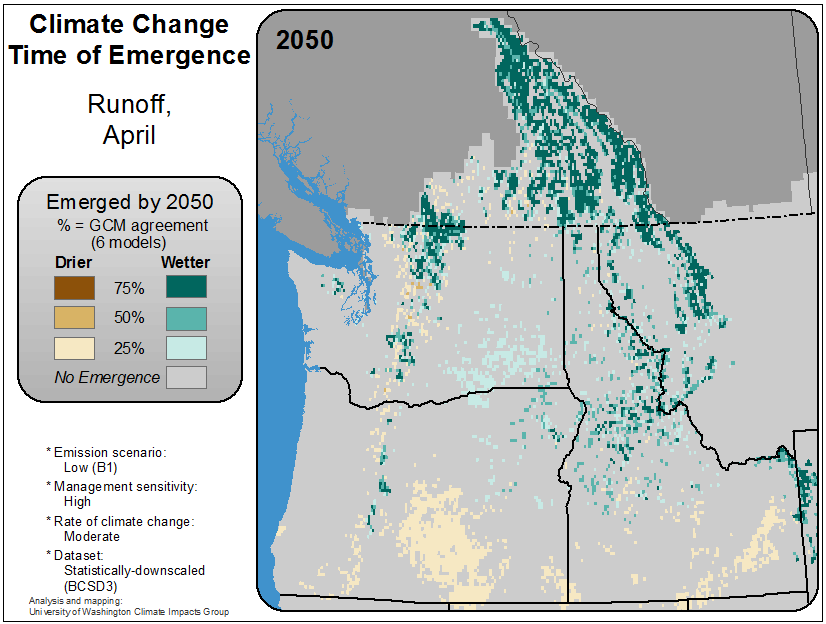 Climate Change
Time of Emergence
Runoff,
April
2050
Emerged by 2050
% = GCM agreement
(6 models)
Drier Wetter
75%
50%
25%
No Emergence
* Emission scenario:
Low (B1)
* Management sensitivity:
High
* Rate of climate change:
Moderate
* Dataset:
Statistically-downscaled
(BCSD3)
Analysis and mapping:
University of Washington Climate Impacts Group